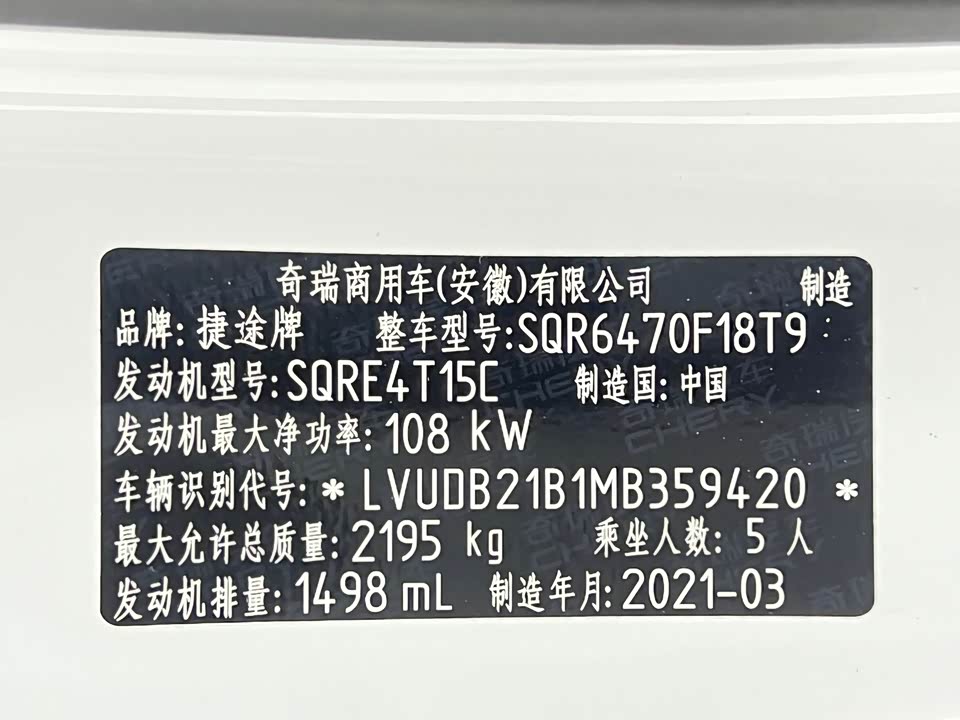 奇瑞商用车(安徽)有限公司 制造
品牌: 捷途牌 整车型号:SQR6470F18T9
发动机型号:SQRE4T15C 制造国: 中国
发动机最大净功率: 108 kW
车辆识别代号: * LVUDB21B1MB359420 *
最大允许总质量: 2195 kg 乘坐人数: 5 人
发动机排量: 1498 mL 制造年月: 2021-03